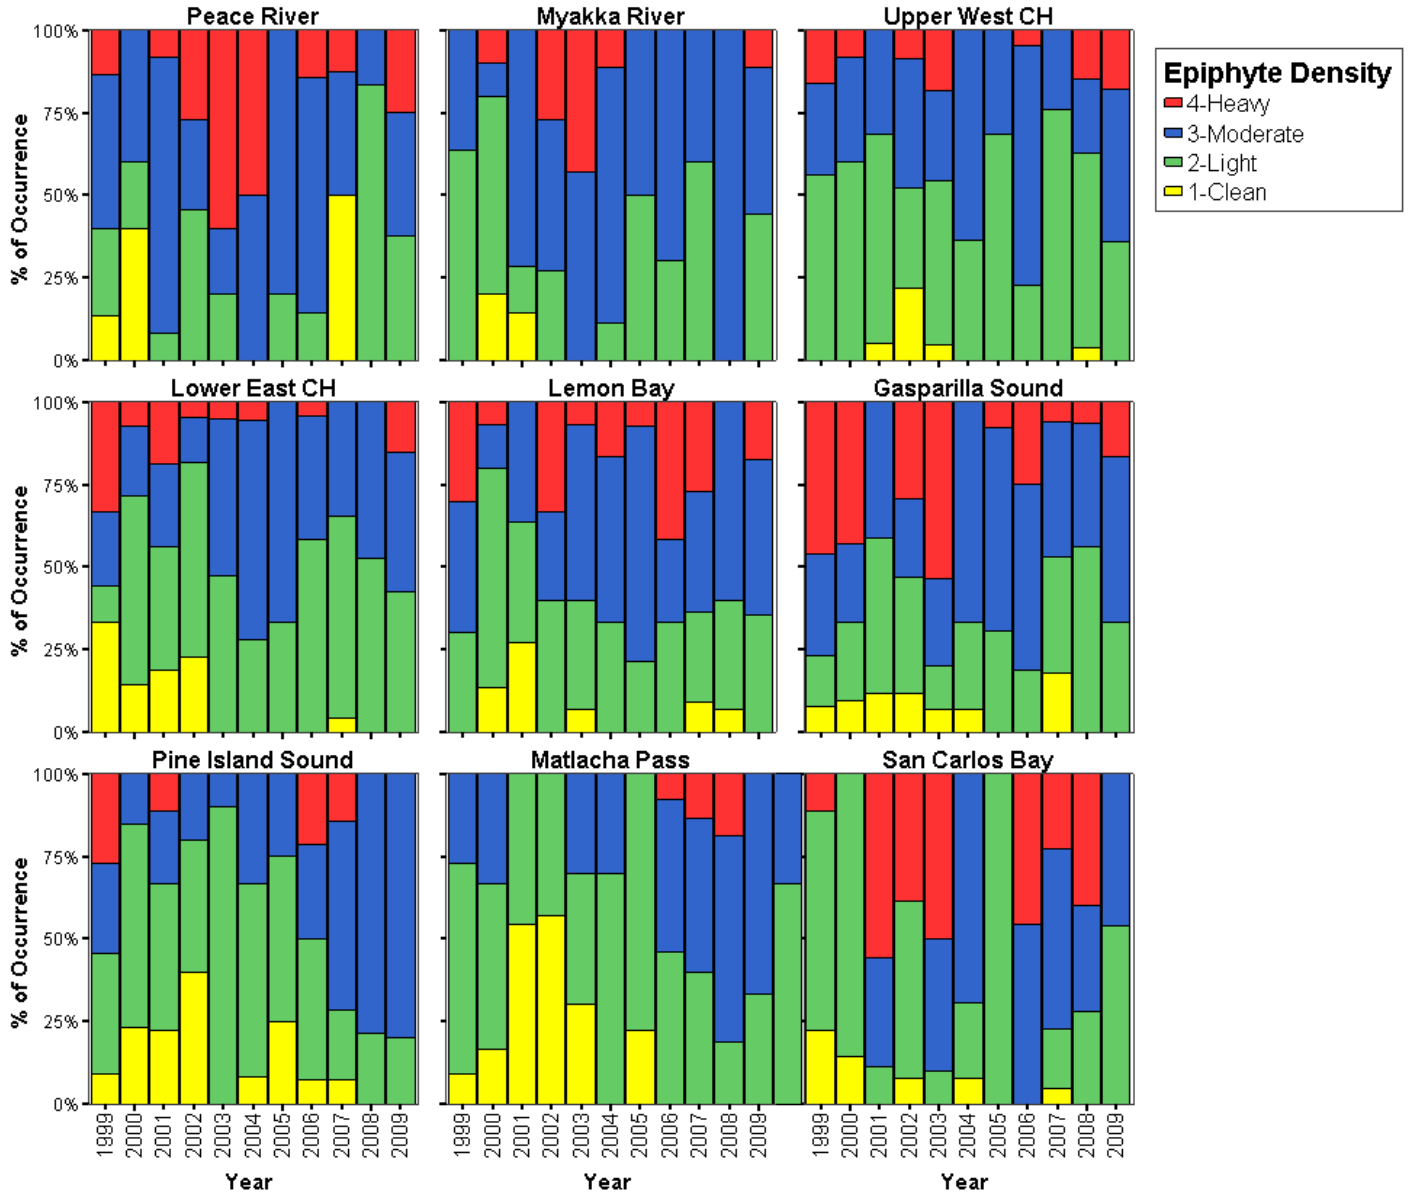 Peace River Myakka River Upper West CH
Epiphyte Density
4-Heavy
3-Moderate
2-Light
1-Clean
100%
75%
50%
25%
0%
% of Occurrence
Lower East CH Lemon Bay Gasparilla Sound
100%
75%
50%
25%
0%
% of Occurrence
Pine Island Sound Matlacha Pass San Carlos Bay
100%
75%
50%
25%
0%
% of Occurrence
1999 2000 2001 2002 2003 2004 2005 2006 2007 2008 2009 1999 2000 2001 2002 2003 2004 2005 2006 2007 2008 2009 1999 2000 2001 2002 2003 2004 2005 2006 2007 2008 2009
Year Year Year